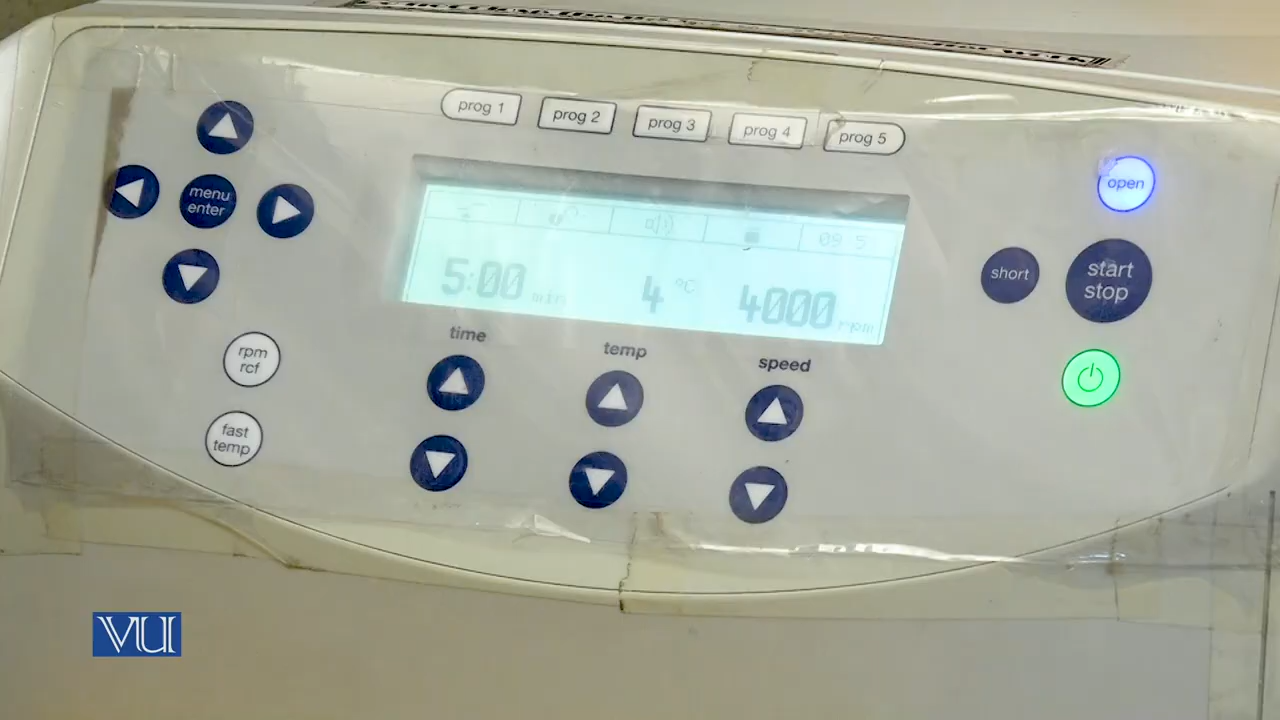 prog 1 prog 2 prog 3 prog 4 prog 5
menu
enter
open
short
start
stop
5:00 min 4 °C 4000 rpm
time temp speed
rpm
rcf
fast
temp
VU